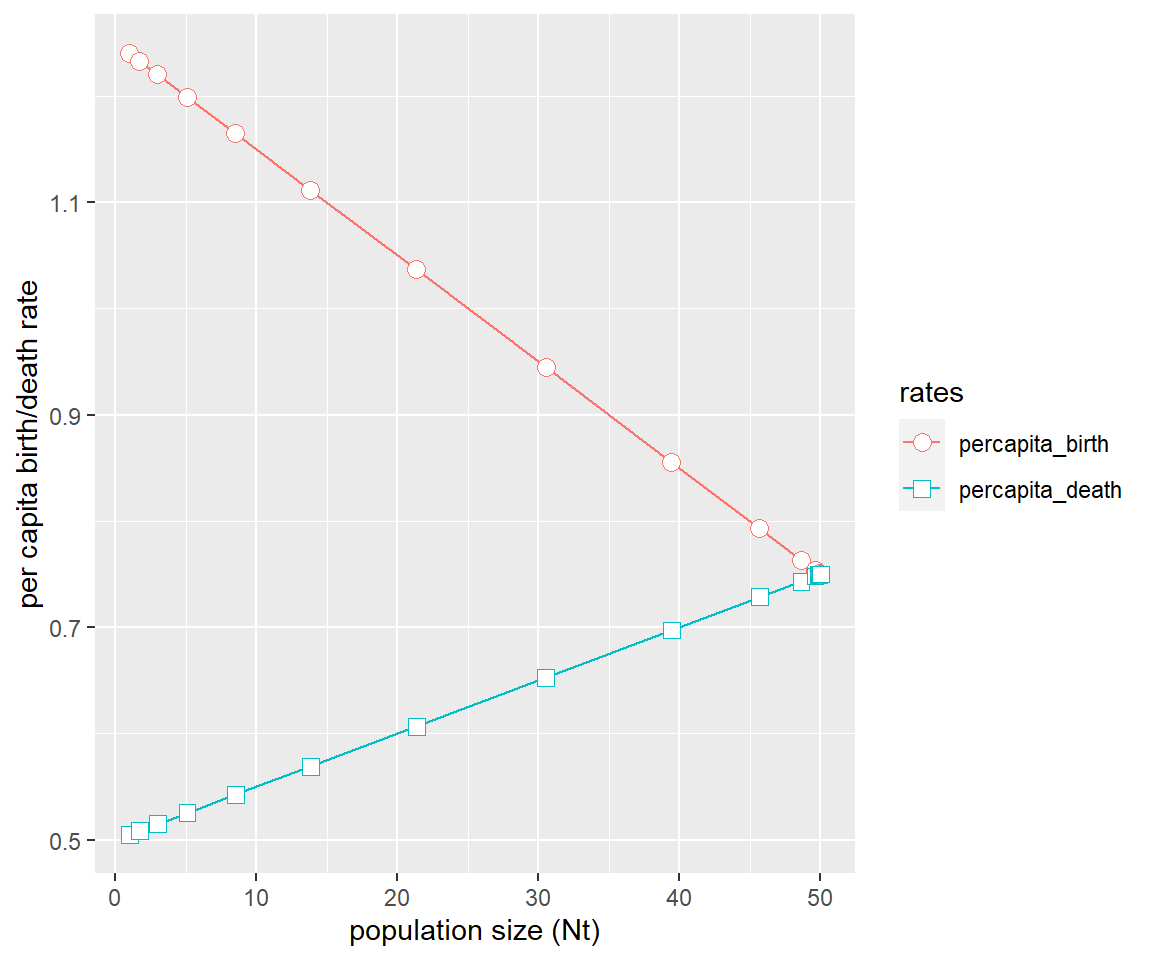 per capita birth/death rate
1.1
0.9
0.7
0.5
0
10
20
30
40
50
population size (Nt)
rates
percapita_birth
percapita_death